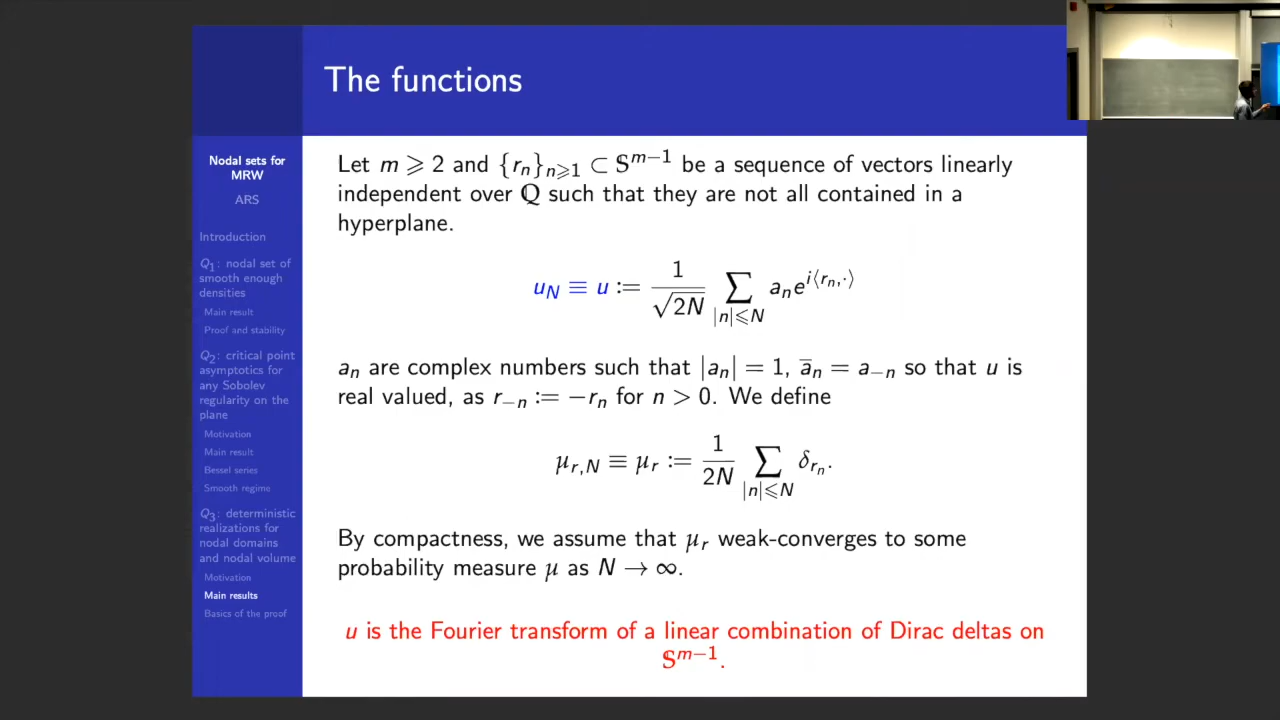 The functions
Nodal sets for
MRW
ARS
Introduction
Q₁: nodal set of
smooth enough
densities
Main result
Proof and stability
Q₂: critical point
asymptotics for
any Sobolev
regularity on the
plane
Motivation
Main result
Bessel series
Smooth regime
Q₃: deterministic
realizations for
nodal domains
and nodal volume
Motivation
Main results
Basics of the proof
Let m ⩾ 2 and {rₙ}ₙ⩾₁ ⊂ 𝕊ᵐ⁻¹ be a sequence of vectors linearly
independent over ℚ such that they are not all contained in a
hyperplane.
u_N ≡ u := 1/√2N ∑_{|n|⩽N} aₙe^{i⟨rₙ,·⟩}
aₙ are complex numbers such that |aₙ| = 1, āₙ = a₋ₙ so that u is
real valued, as r₋ₙ := −rₙ for n > 0. We define
μ_{r,N} ≡ μ_r := 1/2N ∑_{|n|⩽N} δ_{rₙ}.
By compactness, we assume that μ_r weak-converges to some
probability measure μ as N → ∞.
u is the Fourier transform of a linear combination of Dirac deltas on
𝕊ᵐ⁻¹.